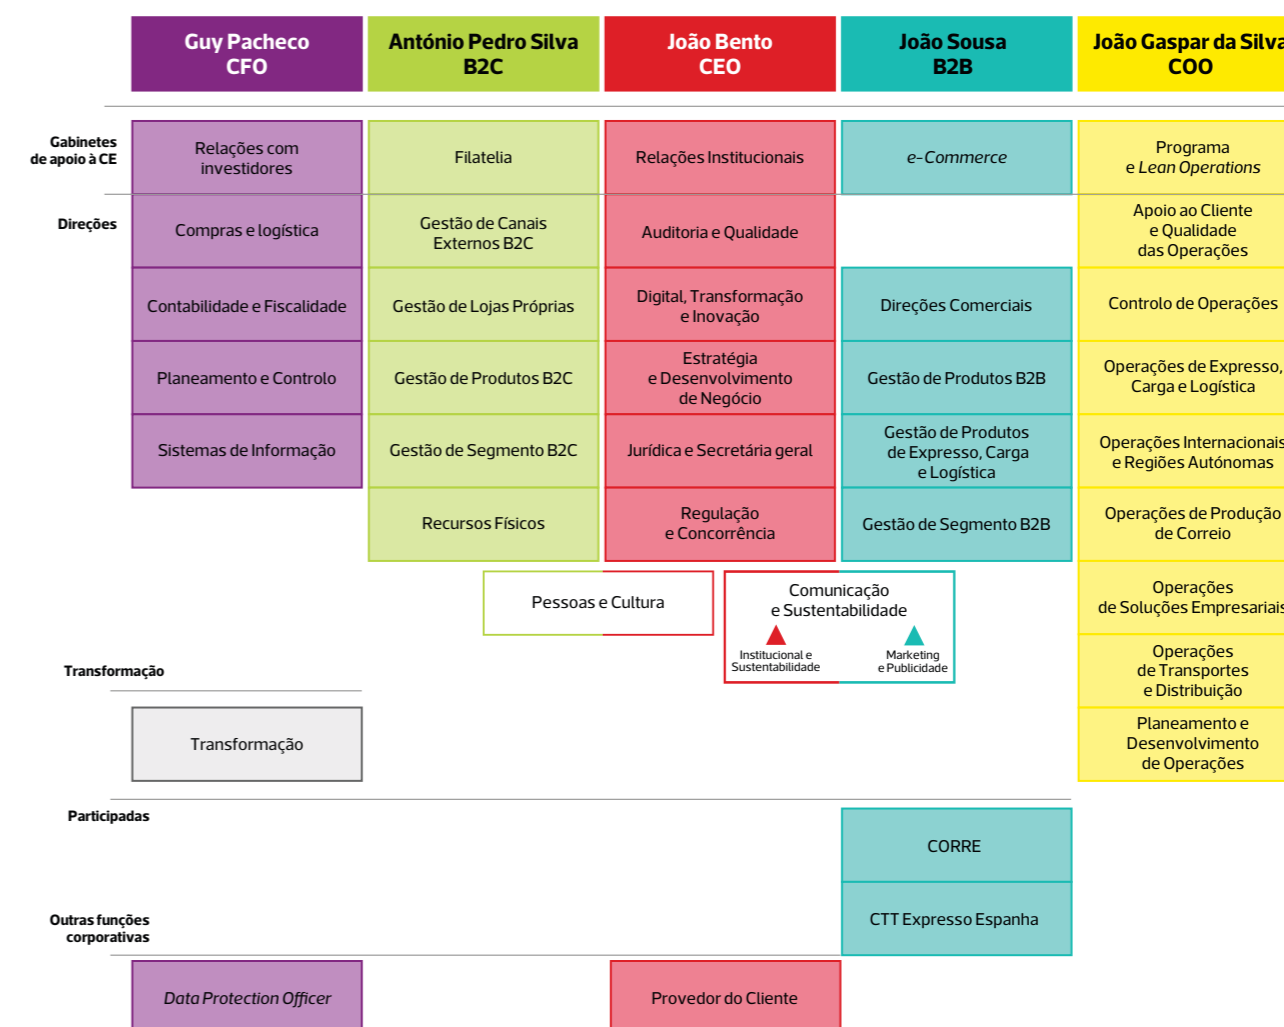 Guy Pacheco
CFO
António Pedro Silva
B2C
João Bento
CEO
João Sousa
B2B
João Gaspar da Silva
COO
Gabinetes
de apoio à CE
Relações com
investidores
Filatelia
Relações Institucionais
e-Commerce
Programa
e Lean Operations
Direções
Compras e logística
Gestão de Canais
Externos B2C
Auditoria e Qualidade
Apoio ao Cliente
e Qualidade
das Operações
Contabilidade e Fiscalidade
Gestão de Lojas Próprias
Digital, Transformação
e Inovação
Direções Comerciais
Controlo de Operações
Planeamento e Controlo
Gestão de Produtos B2C
Estratégia
e Desenvolvimento
de Negócio
Gestão de Produtos B2B
Operações de Expresso,
Carga e Logística
Sistemas de Informação
Gestão de Segmento B2C
Jurídica e Secretária geral
Gestão de Produtos
de Expresso, Carga
e Logística
Operações Internacionais
e Regiões Autónomas
Recursos Físicos
Regulação
e Concorrência
Gestão de Segmento B2B
Operações de Produção
de Correio
Pessoas e Cultura
Comunicação
e Sustentabilidade
Institucional e
Sustentabilidade
Marketing
e Publicidade
Operações
de Soluções Empresariais
Operações
de Transportes
e Distribuição
Transformação
Transformação
Planeamento e
Desenvolvimento
de Operações
Participadas
CORRE
CTT Expresso Espanha
Outras funções
corporativas
Data Protection Officer
Provedor do Cliente